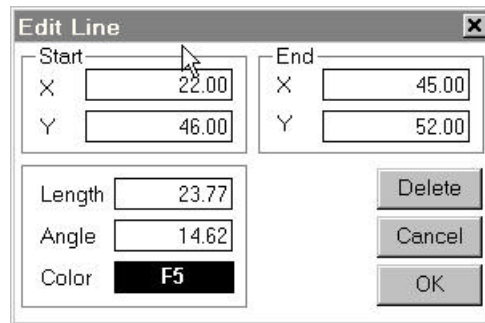 Edit Line
Start End
X 22.00 X 45.00
Y 46.00 Y 52.00
Length 23.77 Delete
Angle 14.62 Cancel
Color F5 OK